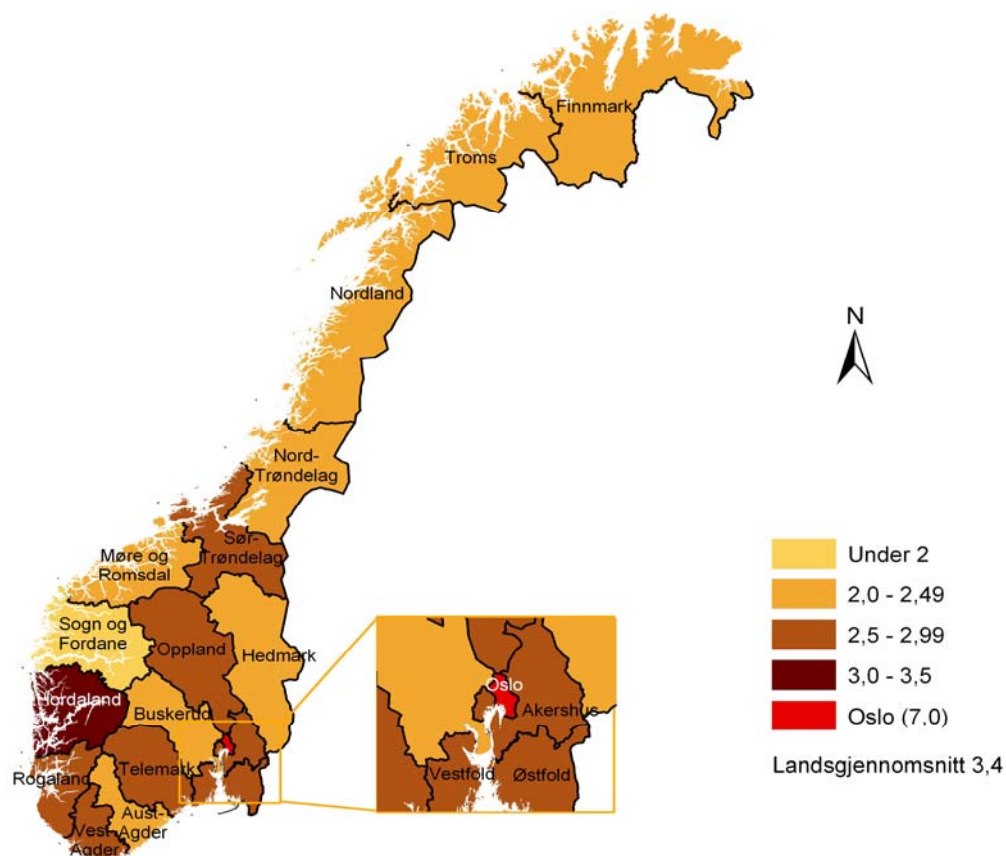 Finnmark
Troms
Nordland
N
Nord-
Trøndelag
Sør-
Trøndelag
Møre og
Romsdal
Sogn og
Fordane
Oppland
Hedmark
Hordaland
Buskerud
Telemark
Rogaland
Aust-
Agder
Vest-
Agder
Oslo
Akershus
Vestfold
Østfold
Under 2
2,0 - 2,49
2,5 - 2,99
3,0 - 3,5
Oslo (7,0)
Landsgjennomsnitt 3,4